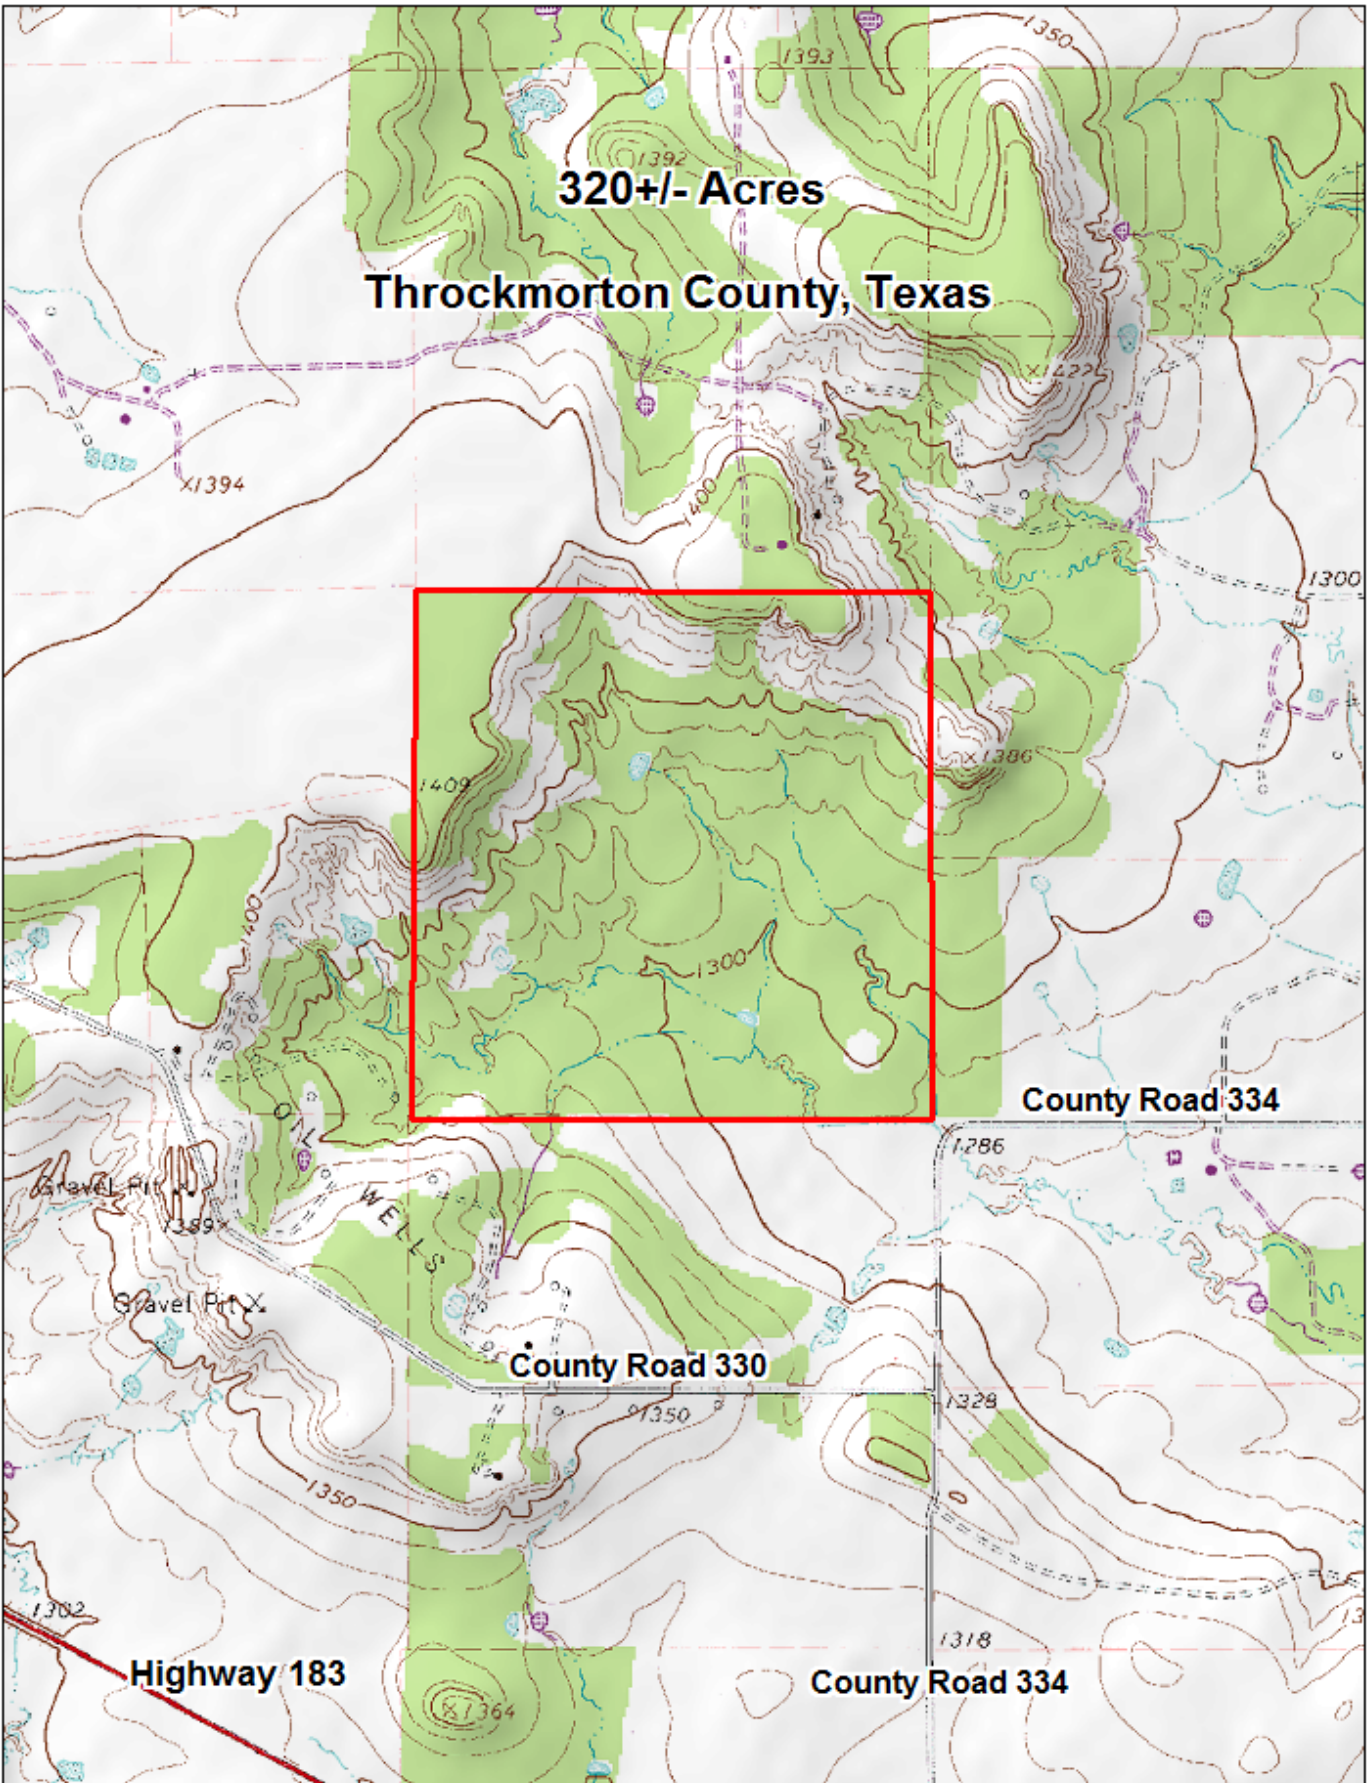 1350
1393
1392
320+/- Acres
Throckmorton County, Texas
X1422
X1394
1400
1300
X1386
1409
1400
1300
County Road 334
OIL WELLS
1286
Gravel Pit X
1389
Gravel Pit X
County Road 330
1328
1350
1350
1302
1318
Highway 183
County Road 334
X1364